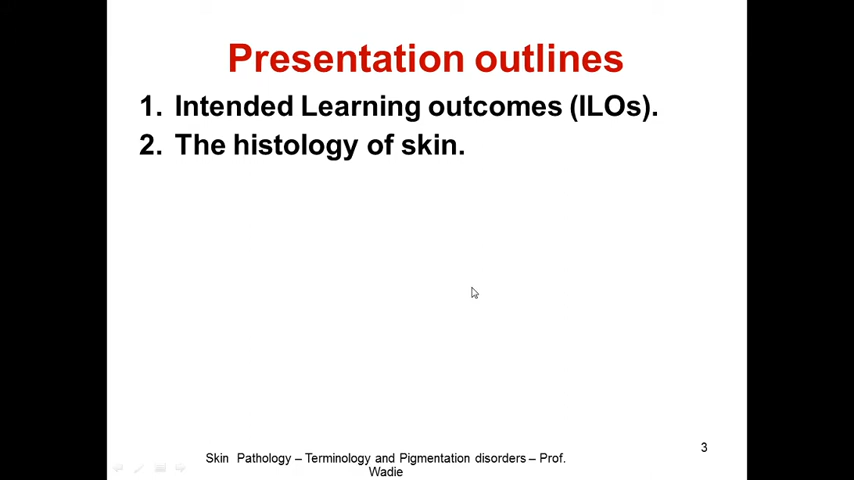 Presentation outlines
1. Intended Learning outcomes (ILOs).
2. The histology of skin.
3
Skin Pathology – Terminology and Pigmentation disorders – Prof.
Wadie